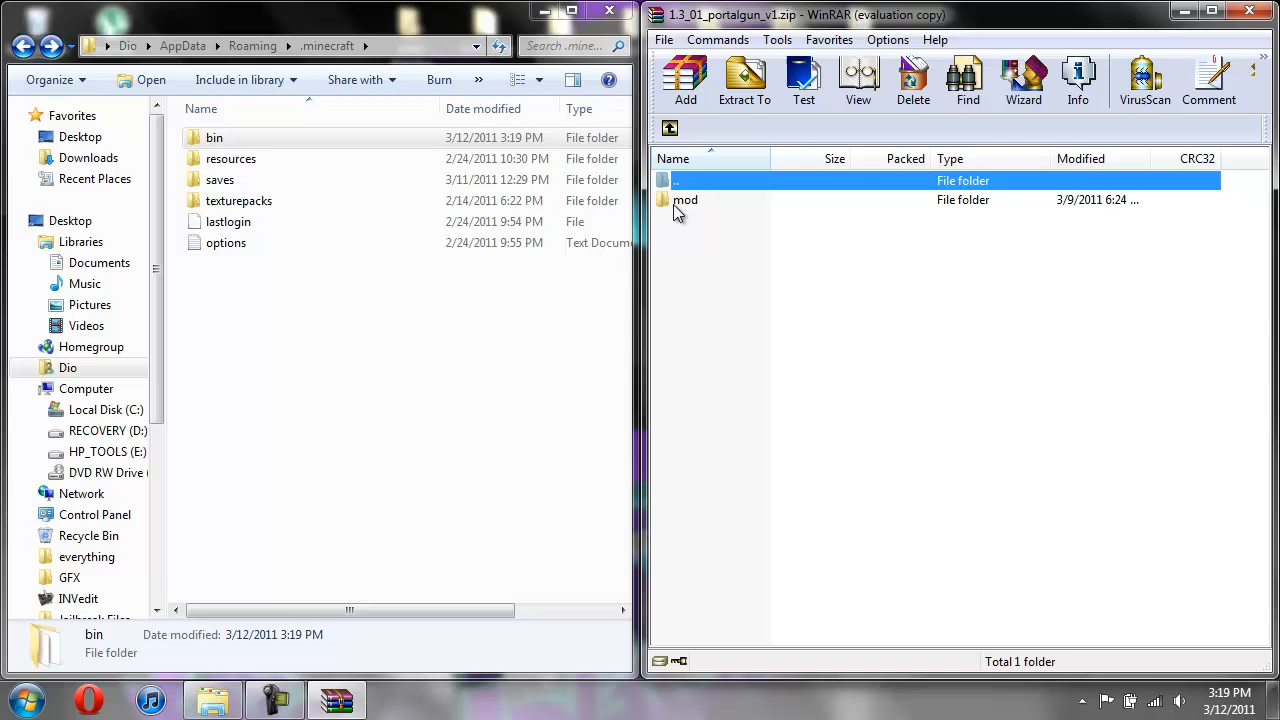 Dio ▸ AppData ▸ Roaming ▸ .minecraft ▸
Search .mine...
Organize Open Include in library Share with Burn »
Name Date modified Type
bin 3/12/2011 3:19 PM File folder
resources 2/24/2011 10:30 PM File folder
saves 3/11/2011 12:29 PM File folder
texturepacks 2/14/2011 6:22 PM File folder
lastlogin 2/24/2011 9:54 PM File
options 2/24/2011 9:55 PM Text Docum
Favorites
Desktop
Downloads
Recent Places
Desktop
Libraries
Documents
Music
Pictures
Videos
Homegroup
Dio
Computer
Local Disk (C:)
RECOVERY (D:)
HP_TOOLS (E:)
DVD RW Drive (
Network
Control Panel
Recycle Bin
everything
GFX
INVedit
Jailbreak Files
bin Date modified: 3/12/2011 3:19 PM
File folder
1.3_01_portalgun_v1.zip - WinRAR (evaluation copy)
File Commands Tools Favorites Options Help
Add Extract To Test View Delete Find Wizard Info VirusScan Comment »
Name Size Packed Type Modified CRC32
.. File folder
mod File folder 3/9/2011 6:24 ...
Total 1 folder
3:19 PM
3/12/2011